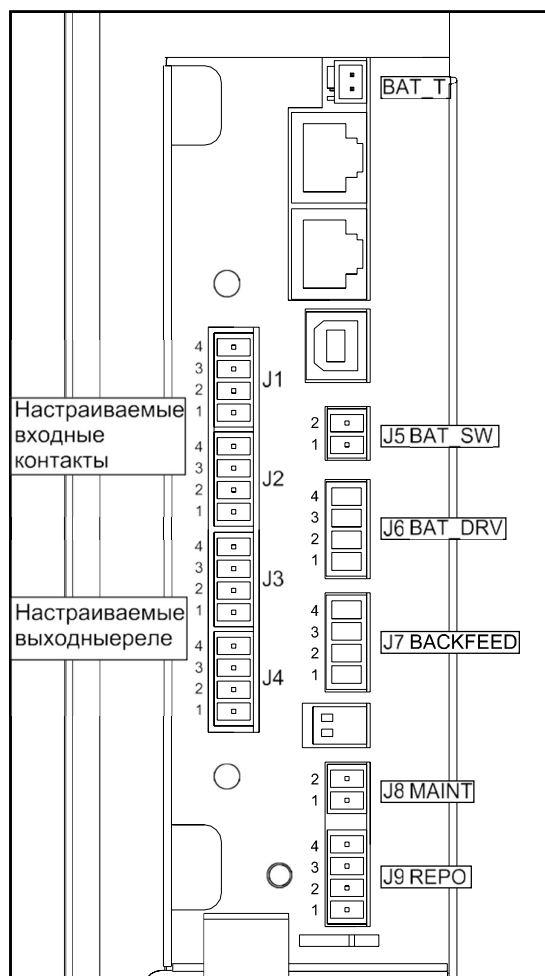 BAT_T
4
3
2
1
J1
Настраиваемые
входные
контакты
4
3
2
1
J2
4
3
2
1
J3
Настраиваемые
выходныереле
4
3
2
1
J4
2
1
J5 BAT_SW
4
3
2
1
J6 BAT_DRV
4
3
2
1
J7 BACKFEED
2
1
J8 MAINT
4
3
2
1
J9 REPO